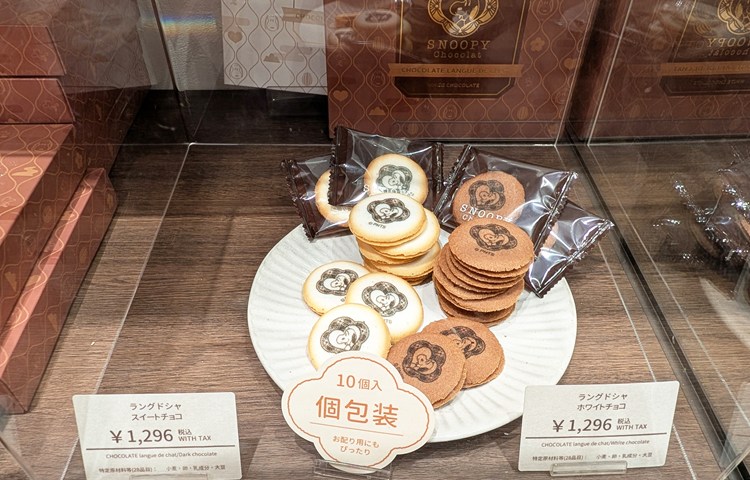 SNOOPY
Chocolat
CHOCOLATE LANGUE DE CHAT
SNOOPY
10個入
個包装
お配り用にも
ぴったり
ラングドシャ
スイートチョコ
￥1,296 税込
WITH TAX
CHOCOLATE langue de chat/Dark chocolate
特定原材料等(28品目)： 小麦・卵・乳成分・大豆
ラングドシャ
ホワイトチョコ
￥1,296 税込
WITH TAX
CHOCOLATE langue de chat/White chocolate
特定原材料等(28品目)： 小麦・卵・乳成分・大豆